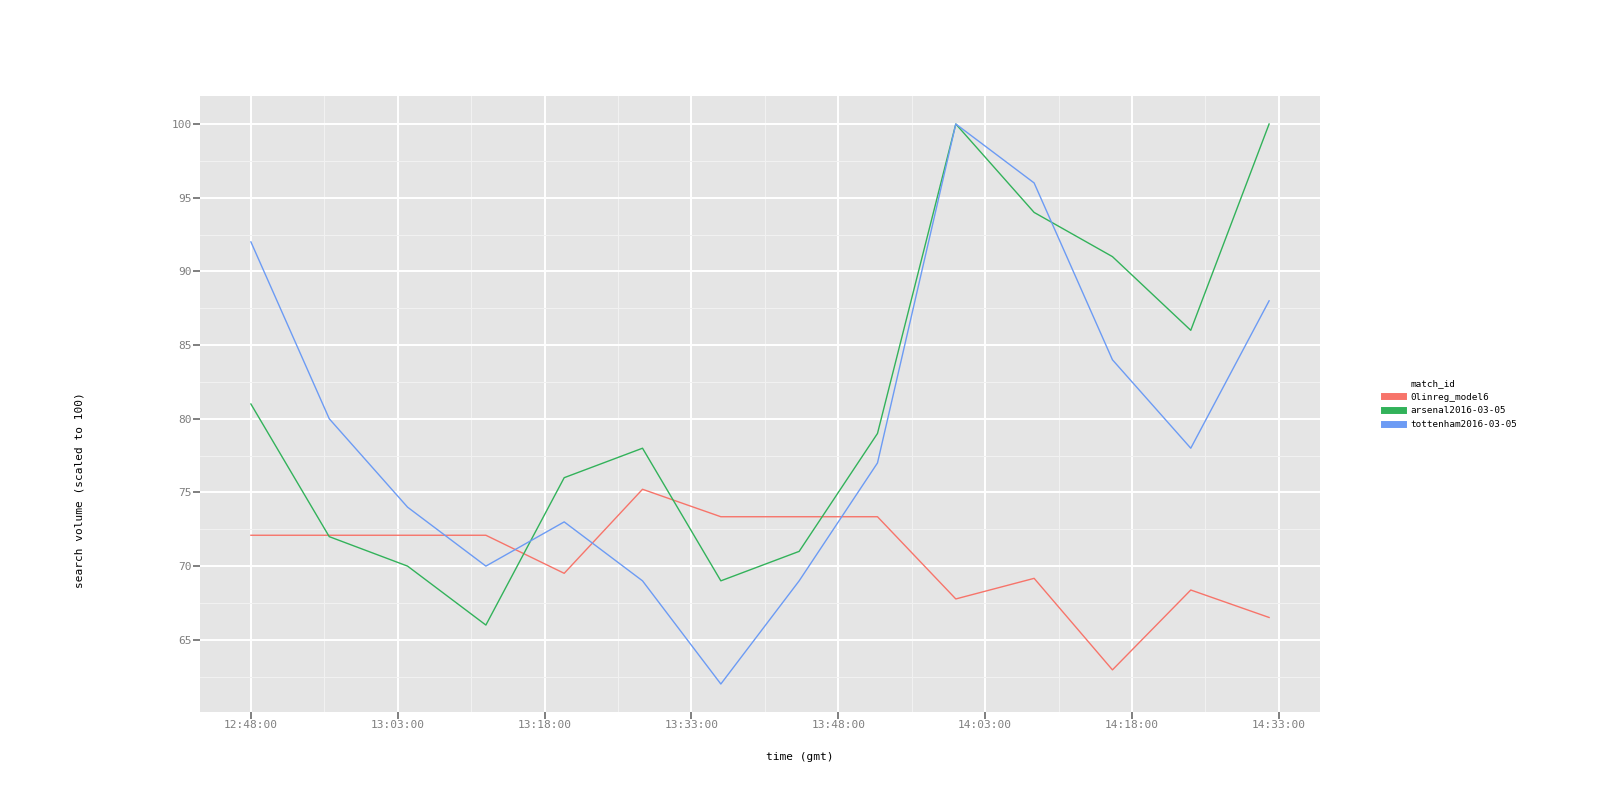 100
95
90
85
80
75
70
65
search volume (scaled to 100)
12:48:00 13:03:00 13:18:00 13:33:00 13:48:00 14:03:00 14:18:00 14:33:00
time (gmt)
match_id
0linreg_model6
arsenal2016-03-05
tottenham2016-03-05